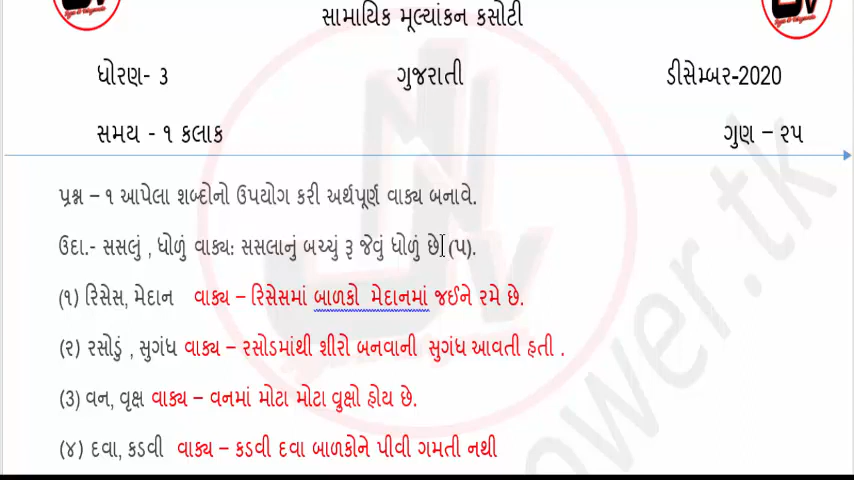 સામાયિક મૂલ્યાંકન કસોટી
ધોરણ- ૩ ગુજરાતી ડીસેમ્બર-2020
સમય - ૧ કલાક ગુણ – ૨૫
પ્રશ્ન – ૧ આપેલા શબ્દોનો ઉપયોગ કરી અર્થપૂર્ણ વાક્ય બનાવે.
ઉદા.- સસલું , ધોળું વાક્ય: સસલાનું બચ્ચું રૂ જેવું ધોળું છે (૫).
(૧) રિસેસ, મેદાન વાક્ય – રિસેસમાં બાળકો મેદાનમાં જઈને રમે છે.
(૨) રસોડું , સુગંધ વાક્ય – રસોડમાંથી શીરો બનવાની સુગંધ આવતી હતી .
(3) વન, વૃક્ષ વાક્ય – વનમાં મોટા મોટા વ્રુક્ષો હોય છે.
(૪) દવા, કડવી વાક્ય – કડવી દવા બાળકોને પીવી ગમતી નથી
ower.tk